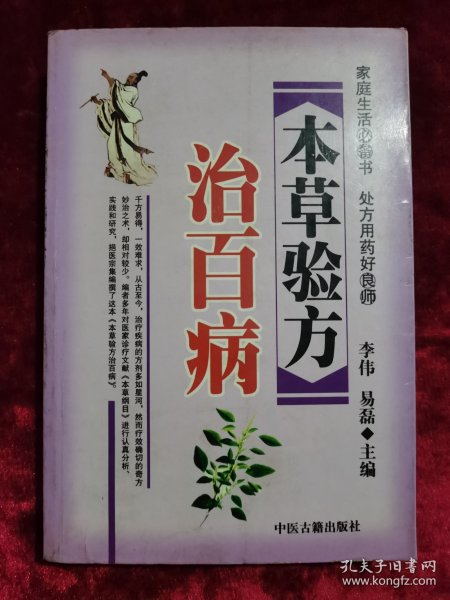 家庭生活必备书 处方用药好良师
本草验方
治百病
李伟 易磊◆主编
千方易得，一效难求，从古至今，治疗疾病的方剂多如星河，然而疗效确切的奇方
妙治之术，却相对较少。编者多年对医家诊疗文献《本草纲目》进行认真分析、
实践和研究，挹医宗集编撰了这本《本草验方治百病》。
中医古籍出版社
孔夫子旧书网
www.kongfz.com